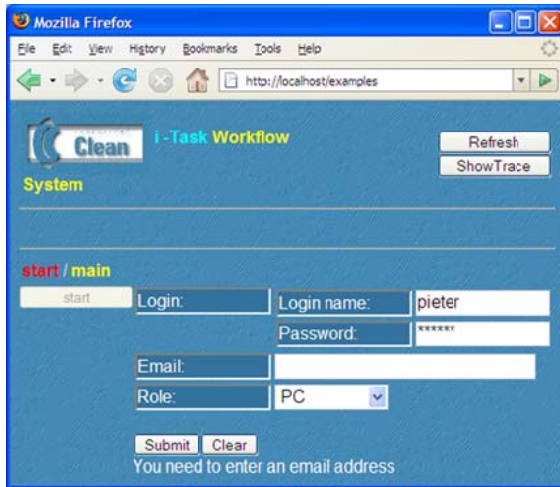 Mozilla Firefox
File Edit View History Bookmarks Tools Help
http://localhost/examples
Clean i-Task Workflow
Refresh
ShowTrace
System
start / main
start Login: Login name: pieter
Password: ******
Email:
Role: PC
Submit Clear
You need to enter an email address